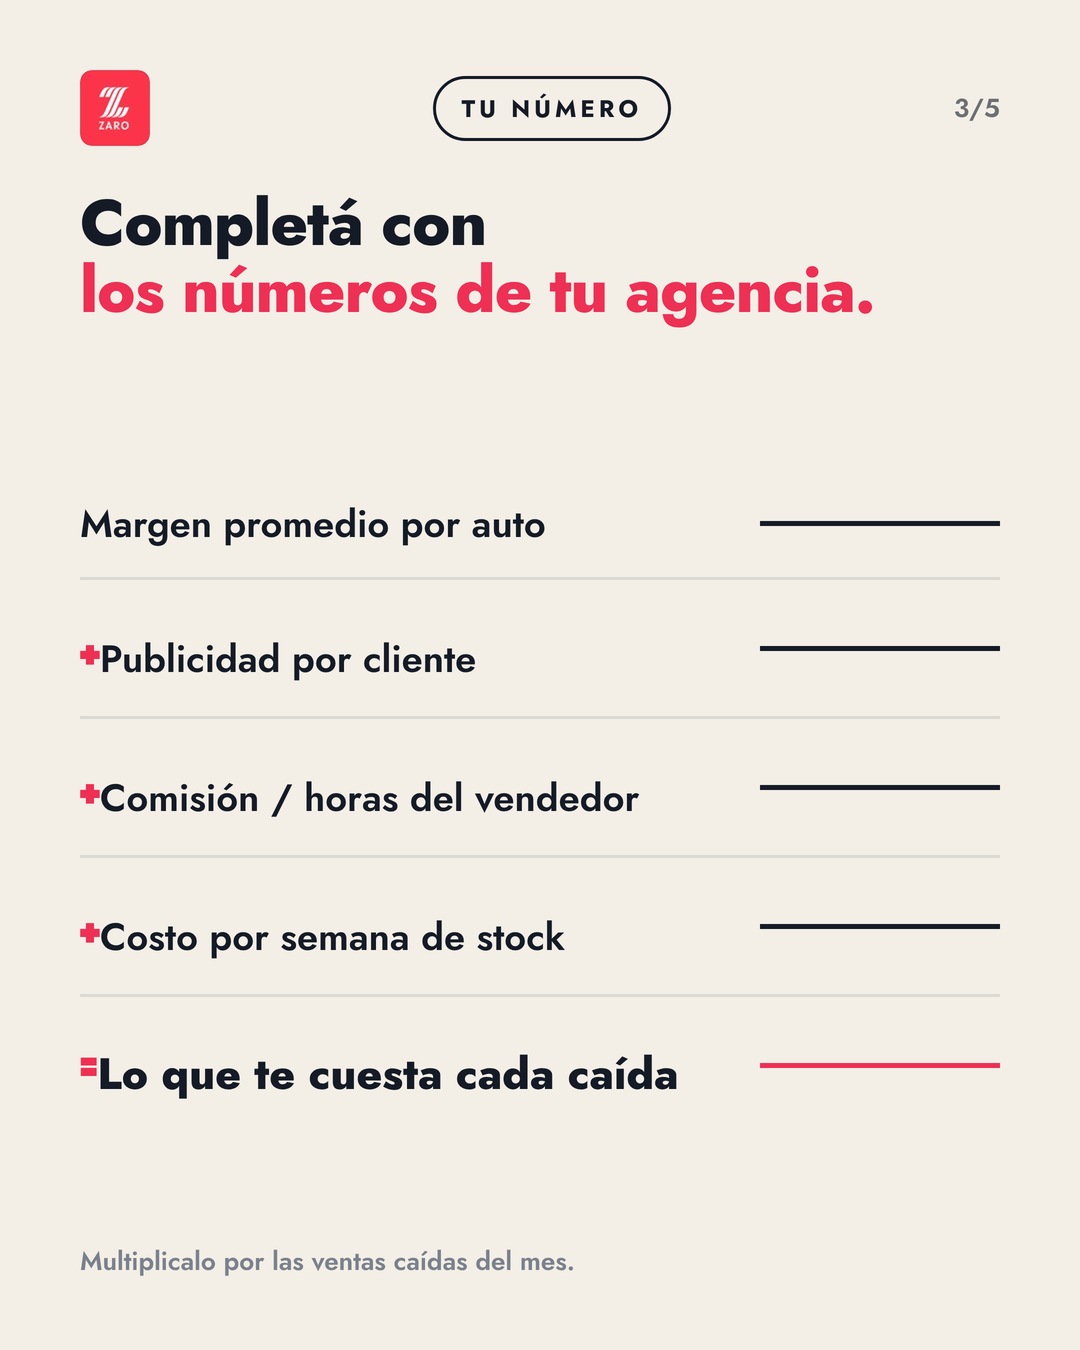 Z
ZARO
TU NÚMERO
3/5
Completá con
los números de tu agencia.
Margen promedio por auto
+Publicidad por cliente
+Comisión / horas del vendedor
+Costo por semana de stock
=Lo que te cuesta cada caída
Multiplicalo por las ventas caídas del mes.